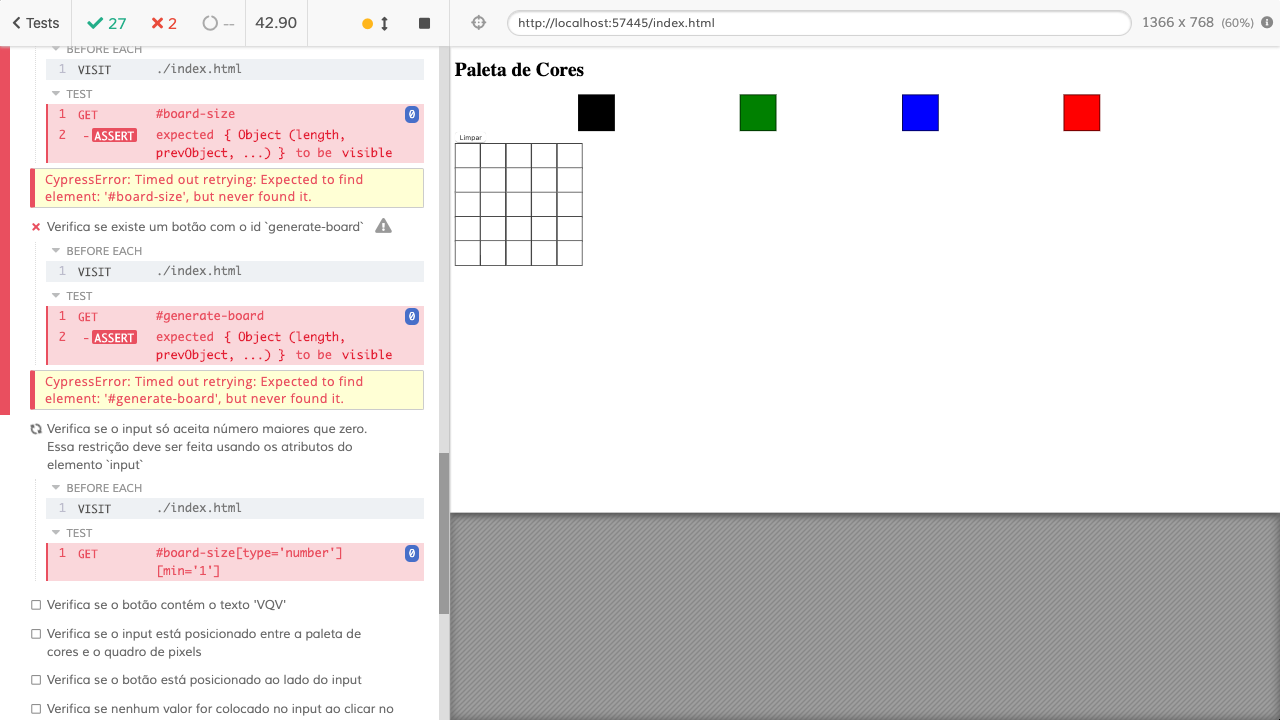 Tests
27
2
--
42.90
http://localhost:57445/index.html
1366 x 768 (60%)
BEFORE EACH
1 VISIT ./index.html
TEST
1 GET #board-size 0
2 -ASSERT expected { Object (length,
prevObject, ...) } to be visible
CypressError: Timed out retrying: Expected to find
element: '#board-size', but never found it.
Verifica se existe um botão com o id `generate-board`
BEFORE EACH
1 VISIT ./index.html
TEST
1 GET #generate-board 0
2 -ASSERT expected { Object (length,
prevObject, ...) } to be visible
CypressError: Timed out retrying: Expected to find
element: '#generate-board', but never found it.
Verifica se o input só aceita número maiores que zero.
Essa restrição deve ser feita usando os atributos do
elemento `input`
BEFORE EACH
1 VISIT ./index.html
TEST
1 GET #board-size[type='number'] 0
[min='1']
Verifica se o botão contém o texto 'VQV'
Verifica se o input está posicionado entre a paleta de
cores e o quadro de pixels
Verifica se o botão está posicionado ao lado do input
Verifica se nenhum valor for colocado no input ao clicar no
Paleta de Cores
Limpar